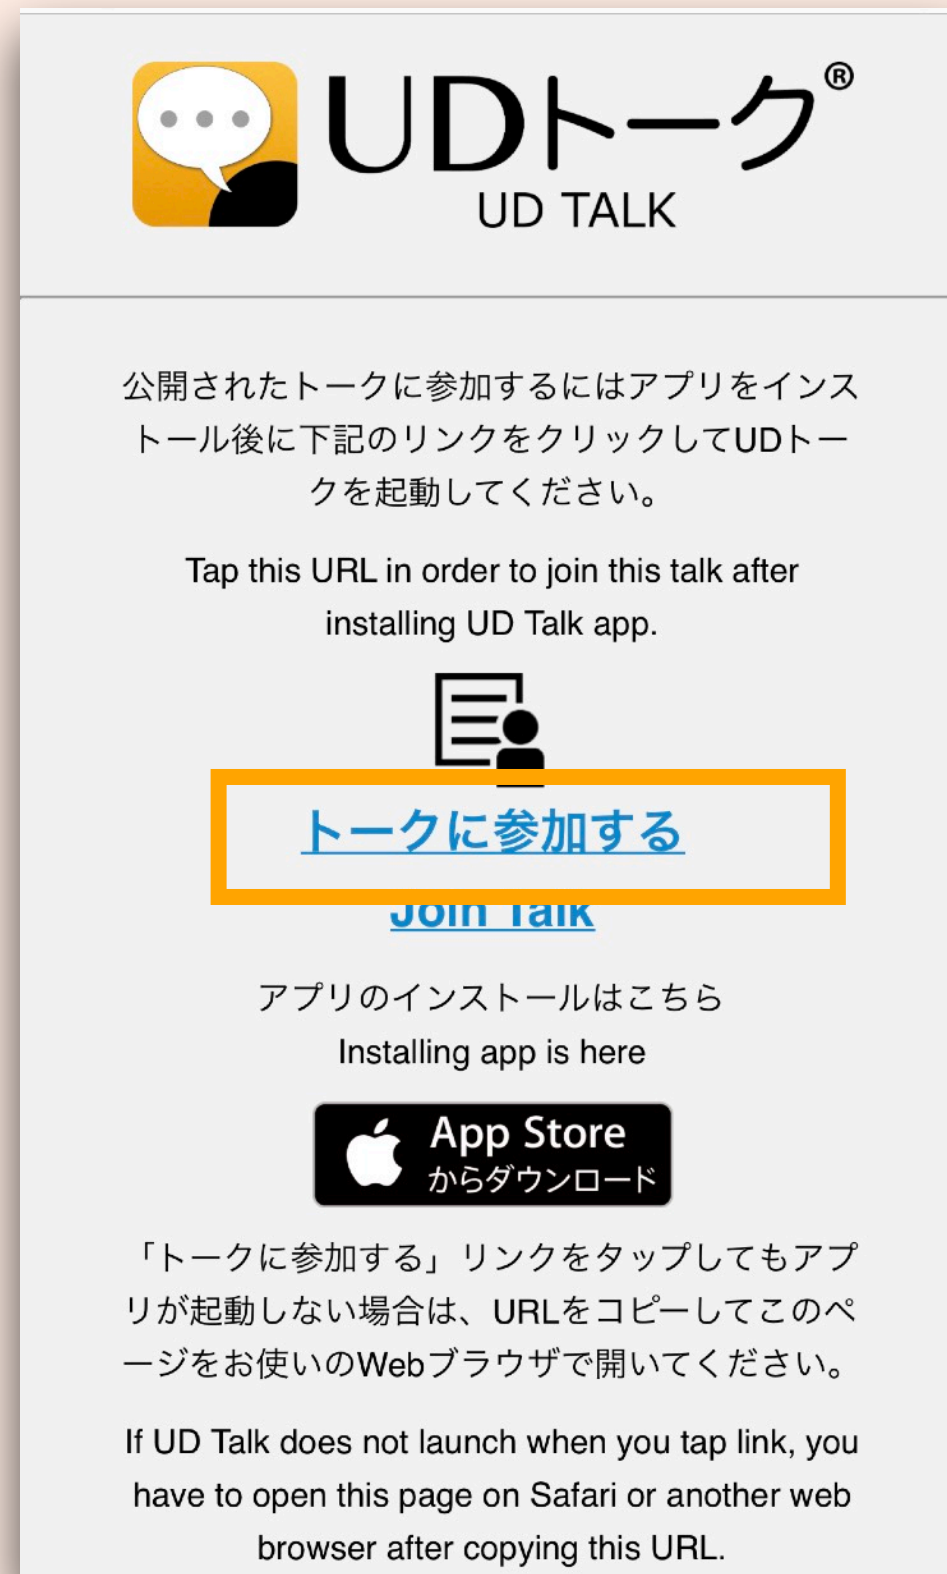 UDトーク®
UD TALK
公開されたトークに参加するにはアプリをインス
トール後に下記のリンクをクリックしてUDトー
クを起動してください。
Tap this URL in order to join this talk after
installing UD Talk app.
トークに参加する
Join Talk
アプリのインストールはこちら
Installing app is here
App Store
からダウンロード
「トークに参加する」リンクをタップしてもアプ
リが起動しない場合は、URLをコピーしてこのペ
ージをお使いのWebブラウザで開いてください。
If UD Talk does not launch when you tap link, you
have to open this page on Safari or another web
browser after copying this URL.